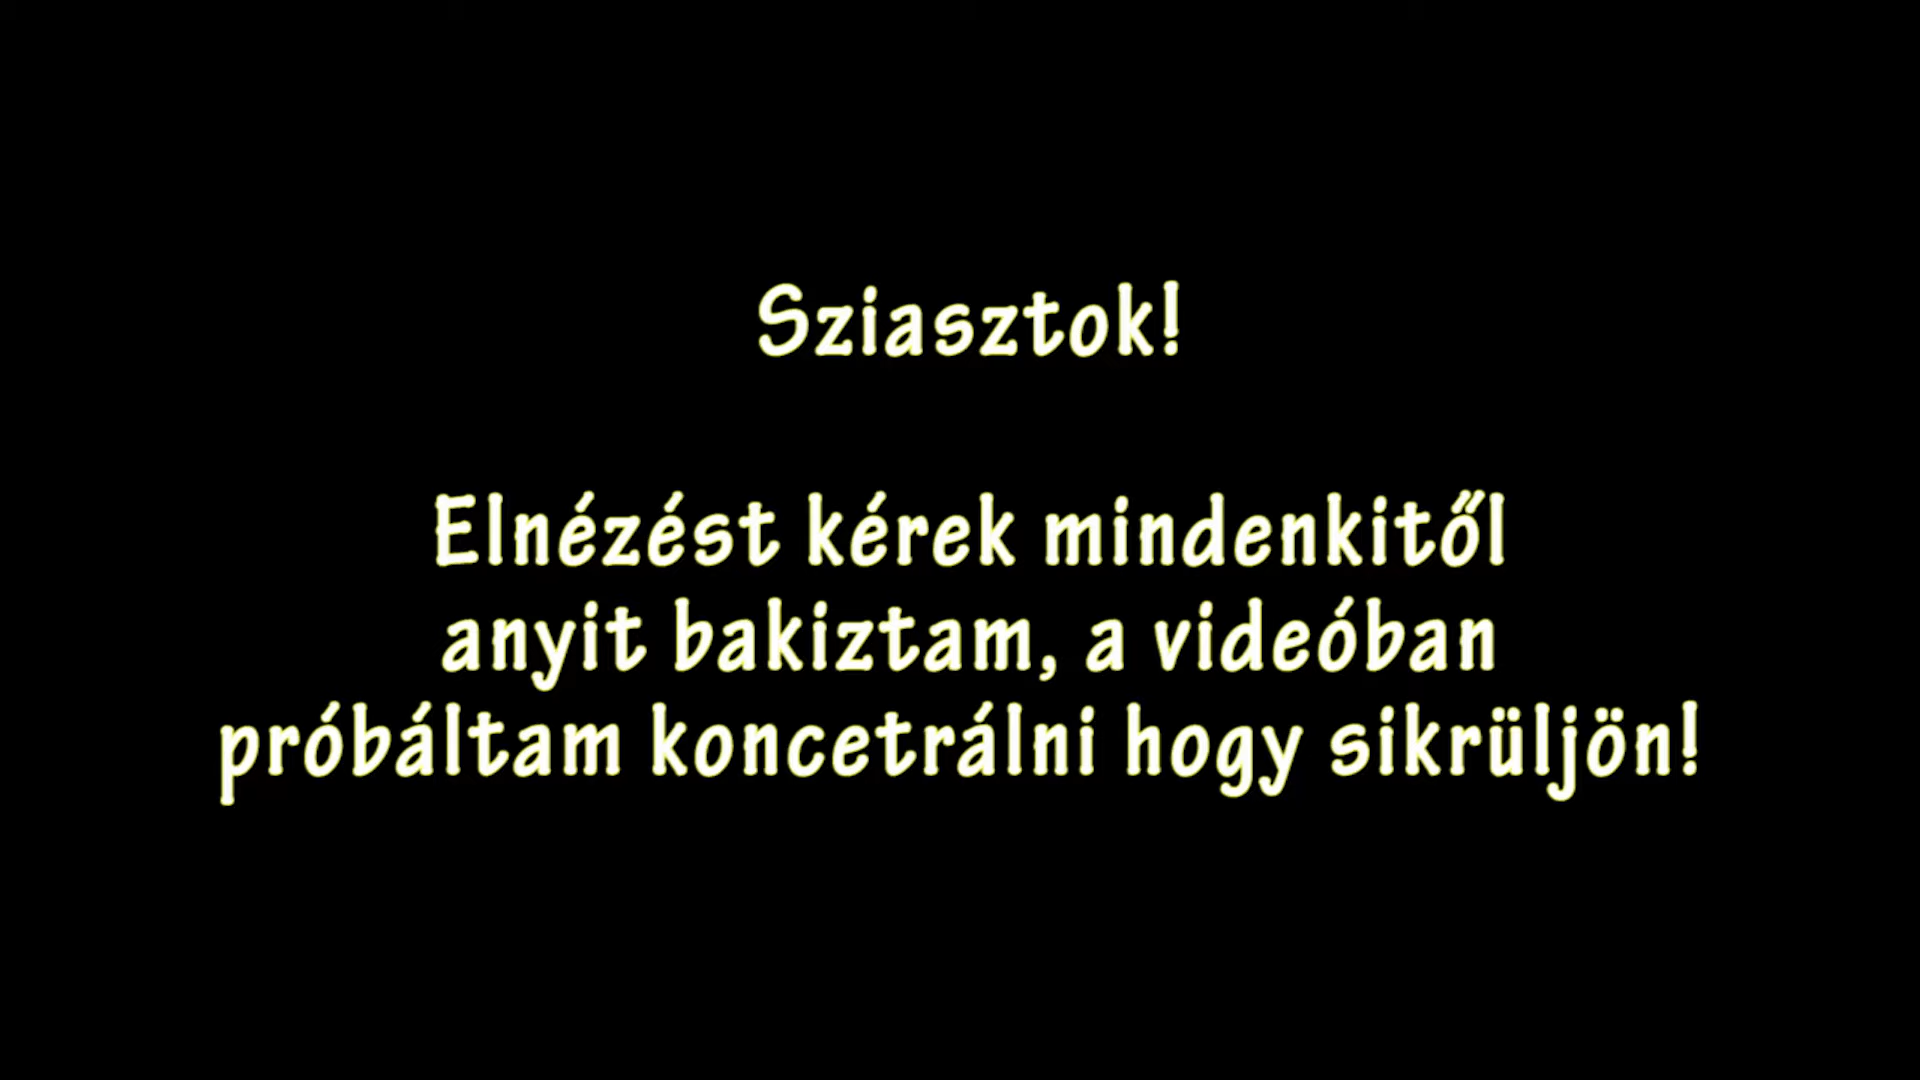 Sziasztok!
Elnézést kérek mindenkitől
anyit bakiztam, a videóban
próbáltam koncetrálni hogy sikrüljön!